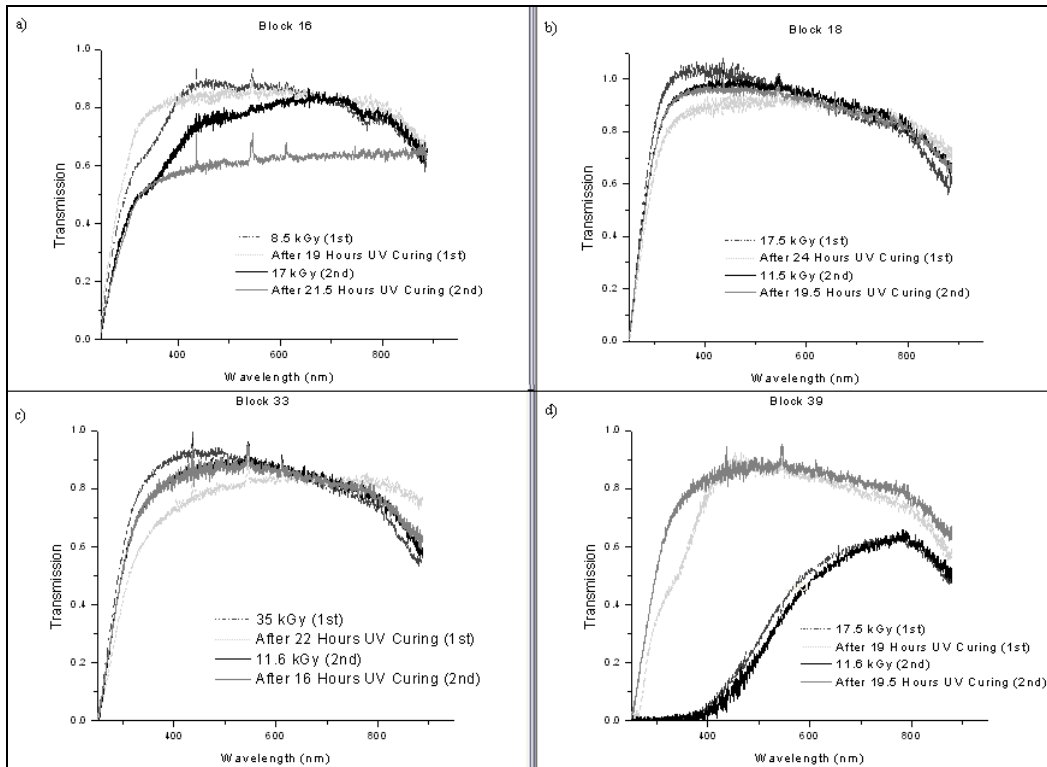 a)
Block 16
1.0
0.8
0.6
0.4
0.2
0.0
Transmission
8.5 kGy (1st)
After 19 Hours UV Curing (1st)
17 kGy (2nd)
After 21.5 Hours UV Curing (2nd)
400 600 800
Wavelength (nm)
b)
Block 18
1.0
0.8
0.6
0.4
0.2
0.0
Transmission
17.5 kGy (1st)
After 24 Hours UV Curing (1st)
11.5 kGy (2nd)
After 19.5 Hours UV Curing (2nd)
400 600 800
Wavelength (nm)
c)
Block 33
1.0
0.8
0.6
0.4
0.2
0.0
Transmission
35 kGy (1st)
After 22 Hours UV Curing (1st)
11.6 kGy (2nd)
After 16 Hours UV Curing (2nd)
400 600 800
Wavelength (nm)
d)
Block 39
1.0
0.8
0.6
0.4
0.2
0.0
Transmission
17.5 kGy (1st)
After 19 Hours UV Curing (1st)
11.6 kGy (2nd)
After 19.5 Hours UV Curing (2nd)
400 600 800
Wavelength (nm)